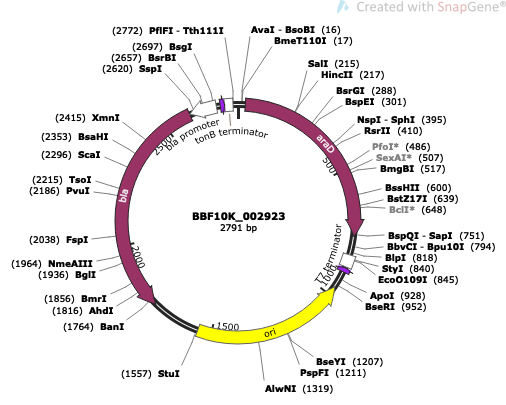 Created with SnapGene®
(2772) PflFI - Tth111I
AvaI - BsoBI (16)
(2697) BsgI
BmeT110I (17)
(2657) BsrBI
(2620) SspI
SalI (215)
HincII (217)
BsrGI (288)
BspEI (301)
(2415) XmnI
NspI - SphI (395)
RsrII (410)
(2353) BsaHI
PfoI* (486)
(2296) ScaI
SexAI* (507)
BmgBI (517)
(2215) TsoI
(2186) PvuI
BssHII (600)
BstZ17I (639)
BclI* (648)
(2038) FspI
BspQI - SapI (751)
BbvCI - Bpu10I (794)
BlpI (818)
(1964) NmeAIII
StyI (840)
(1936) BglI
EcoO109I (845)
(1856) BmrI
ApoI (928)
(1816) AhdI
BseRI (952)
(1764) BanI
BseYI (1207)
(1557) StuI
PspFI (1211)
AlwNI (1319)
bla promoter
tonB terminator
araD
bla
T7 terminator
ori
500
1000
1500
2000
2500
BBF10K_002923
2791 bp